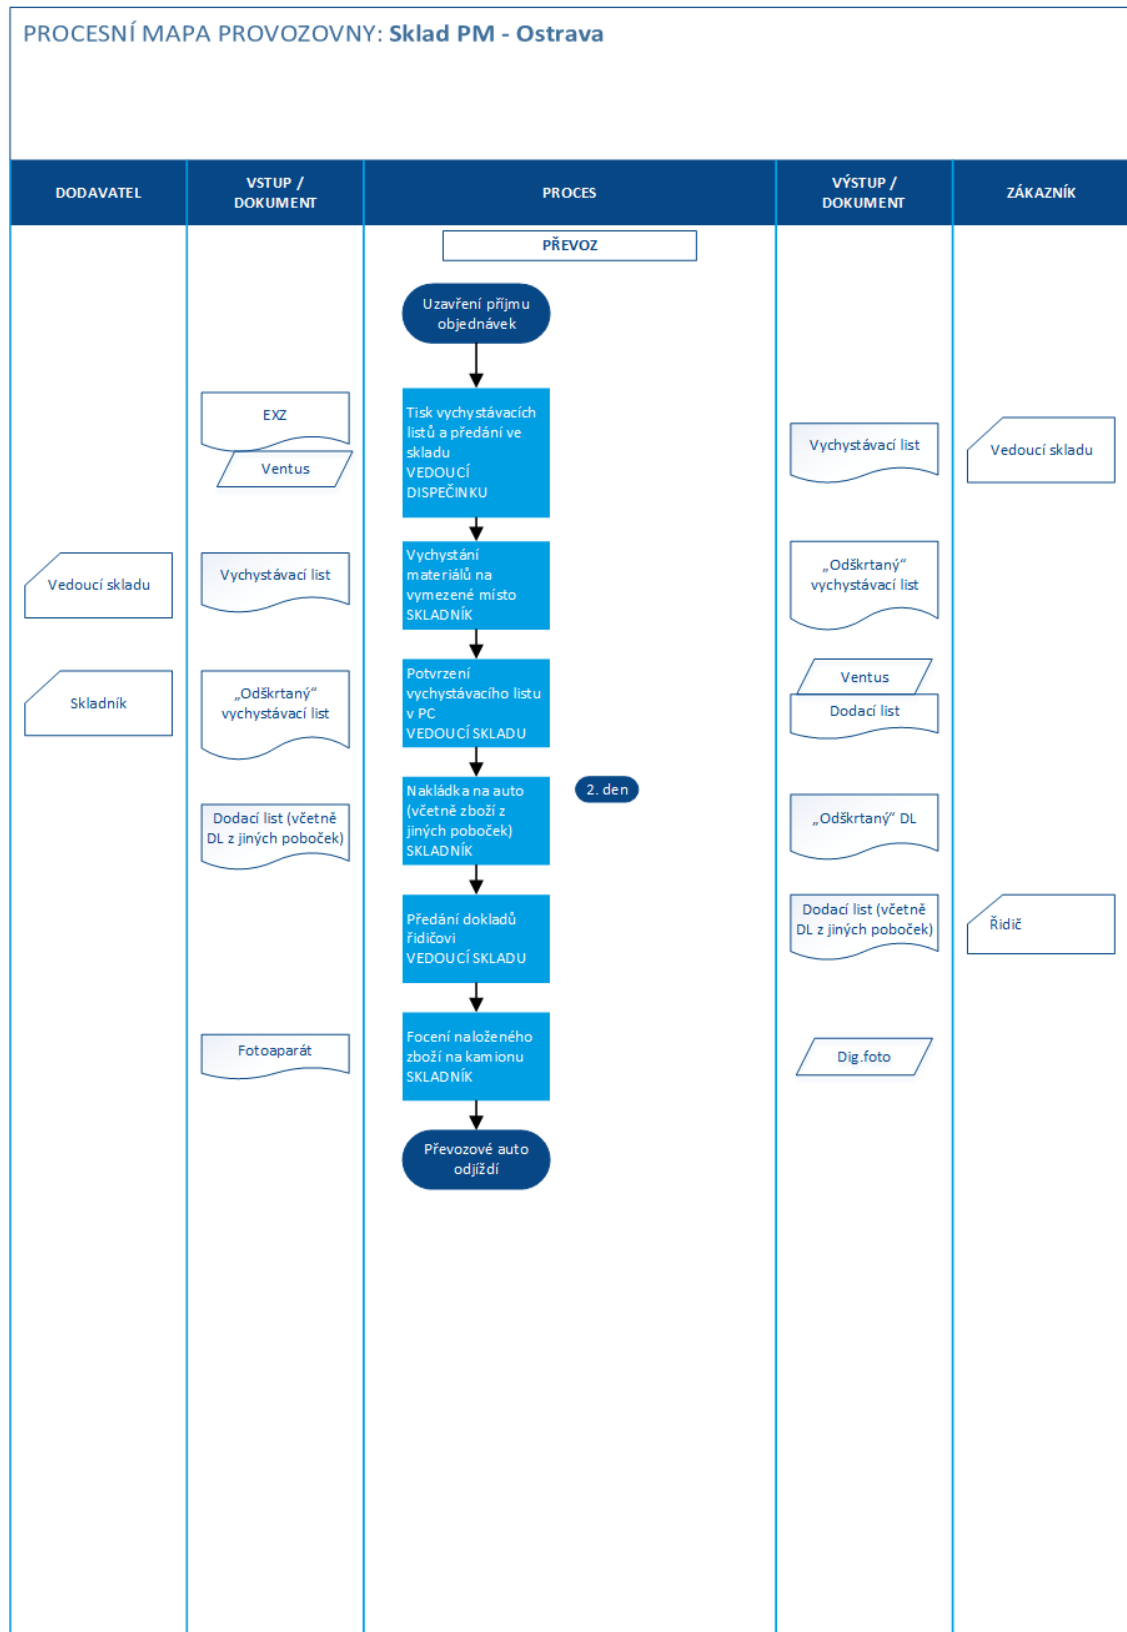 PROCESNÍ MAPA PROVOZOVNY: Sklad PM - Ostrava
DODAVATEL
VSTUP /
DOKUMENT
PROCES
VÝSTUP /
DOKUMENT
ZÁKAZNÍK
PŘEVOZ
Uzavření příjmu
objednávek
EXZ
Ventus
Tisk vychystávacích
listů a předání ve
skladu
VEDOUCÍ
DISPEČINKU
Vychystávací list
Vedoucí skladu
Vedoucí skladu
Vychystávací list
Vychystání
materiálů na
vymezené místo
SKLADNÍK
„Odškrtaný“
vychystávací list
Skladník
„Odškrtaný“
vychystávací list
Potvrzení
vychystávacího listu
v PC
VEDOUCÍ SKLADU
Ventus
Dodací list
Dodací list (včetně
DL z jiných poboček)
Nakládka na auto
(včetně zboží z
jiných poboček)
SKLADNÍK
2. den
„Odškrtaný“ DL
Předání dokladů
řidičovi
VEDOUCÍ SKLADU
Dodací list (včetně
DL z jiných poboček)
Řidič
Fotoaparát
Focení naloženého
zboží na kamionu
SKLADNÍK
Dig.foto
Převozové auto
odjíždí